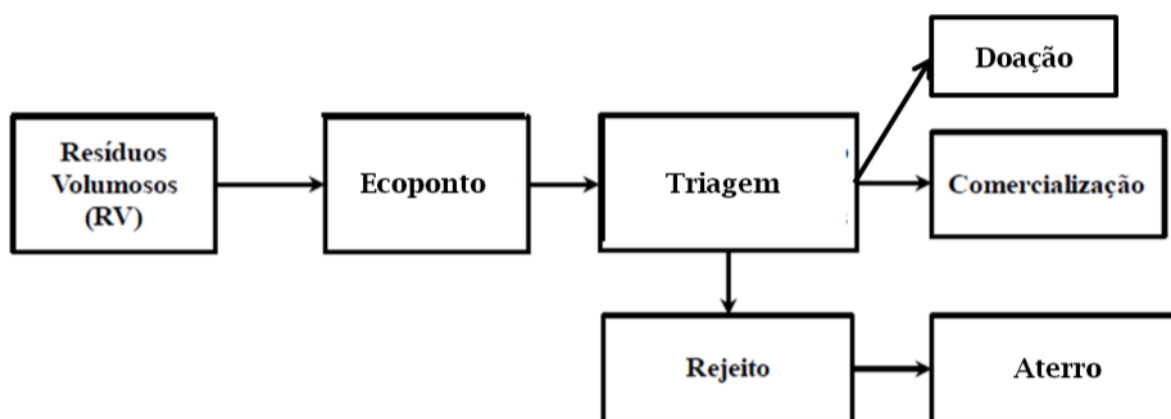 Resíduos
Volumosos
(RV)
Ecoponto
Triagem
Doação
Comercialização
Rejeito
Aterro